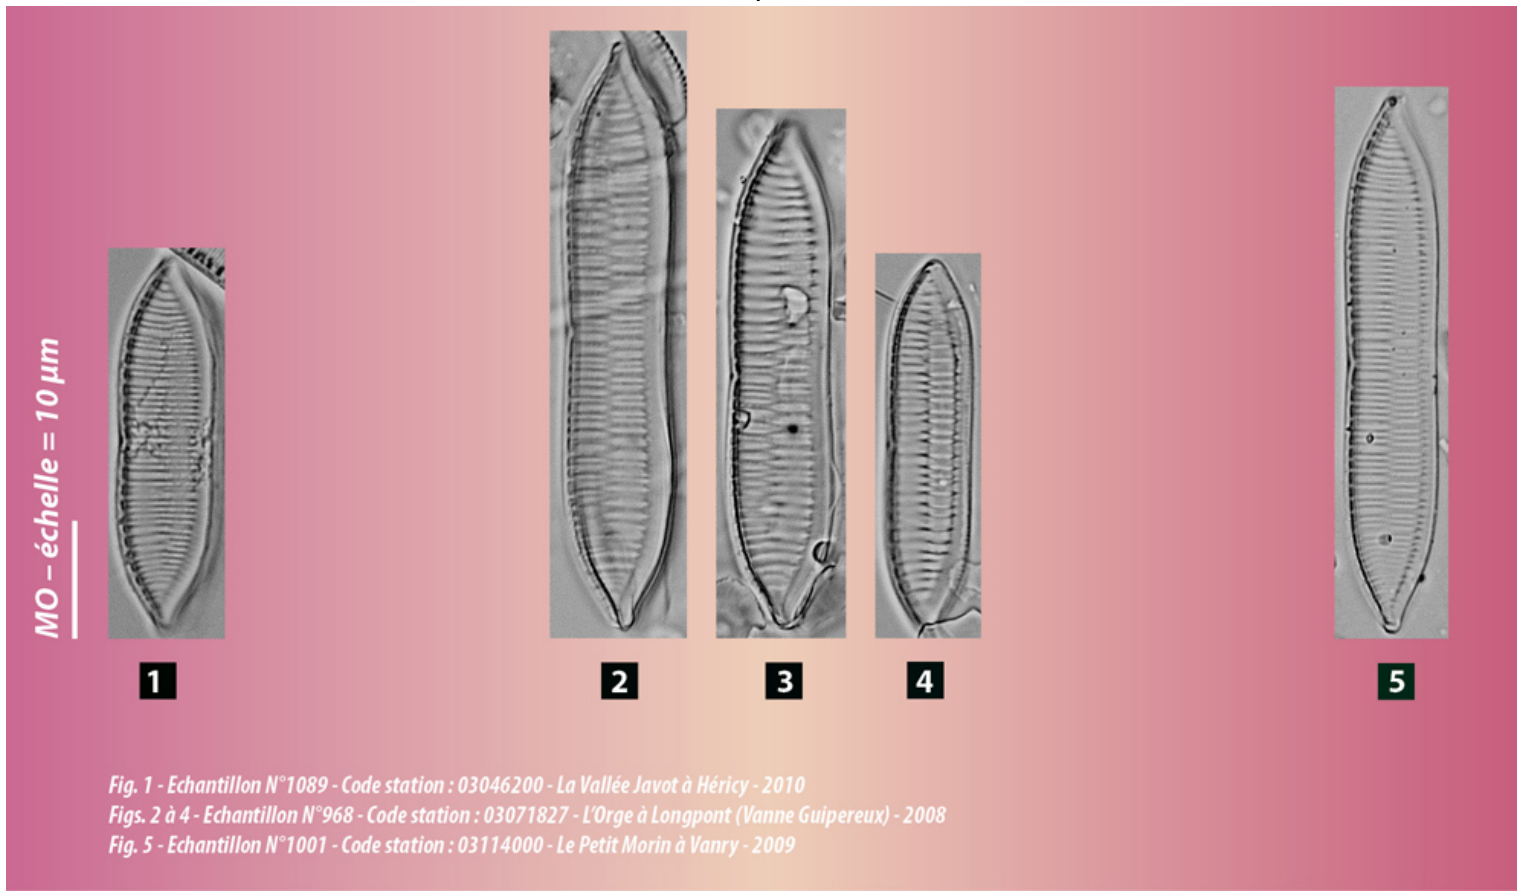 MO – échelle = 10 µm
1
2
3
4
5
Fig. 1 - Echantillon N°1089 - Code station : 03046200 - La Vallée Javot à Héricy - 2010
Figs. 2 à 4 - Echantillon N°968 - Code station : 03071827 - L'Orge à Longpont (Vanne Guipereux) - 2008
Fig. 5 - Echantillon N°1001 - Code station : 03114000 - Le Petit Morin à Vanry - 2009